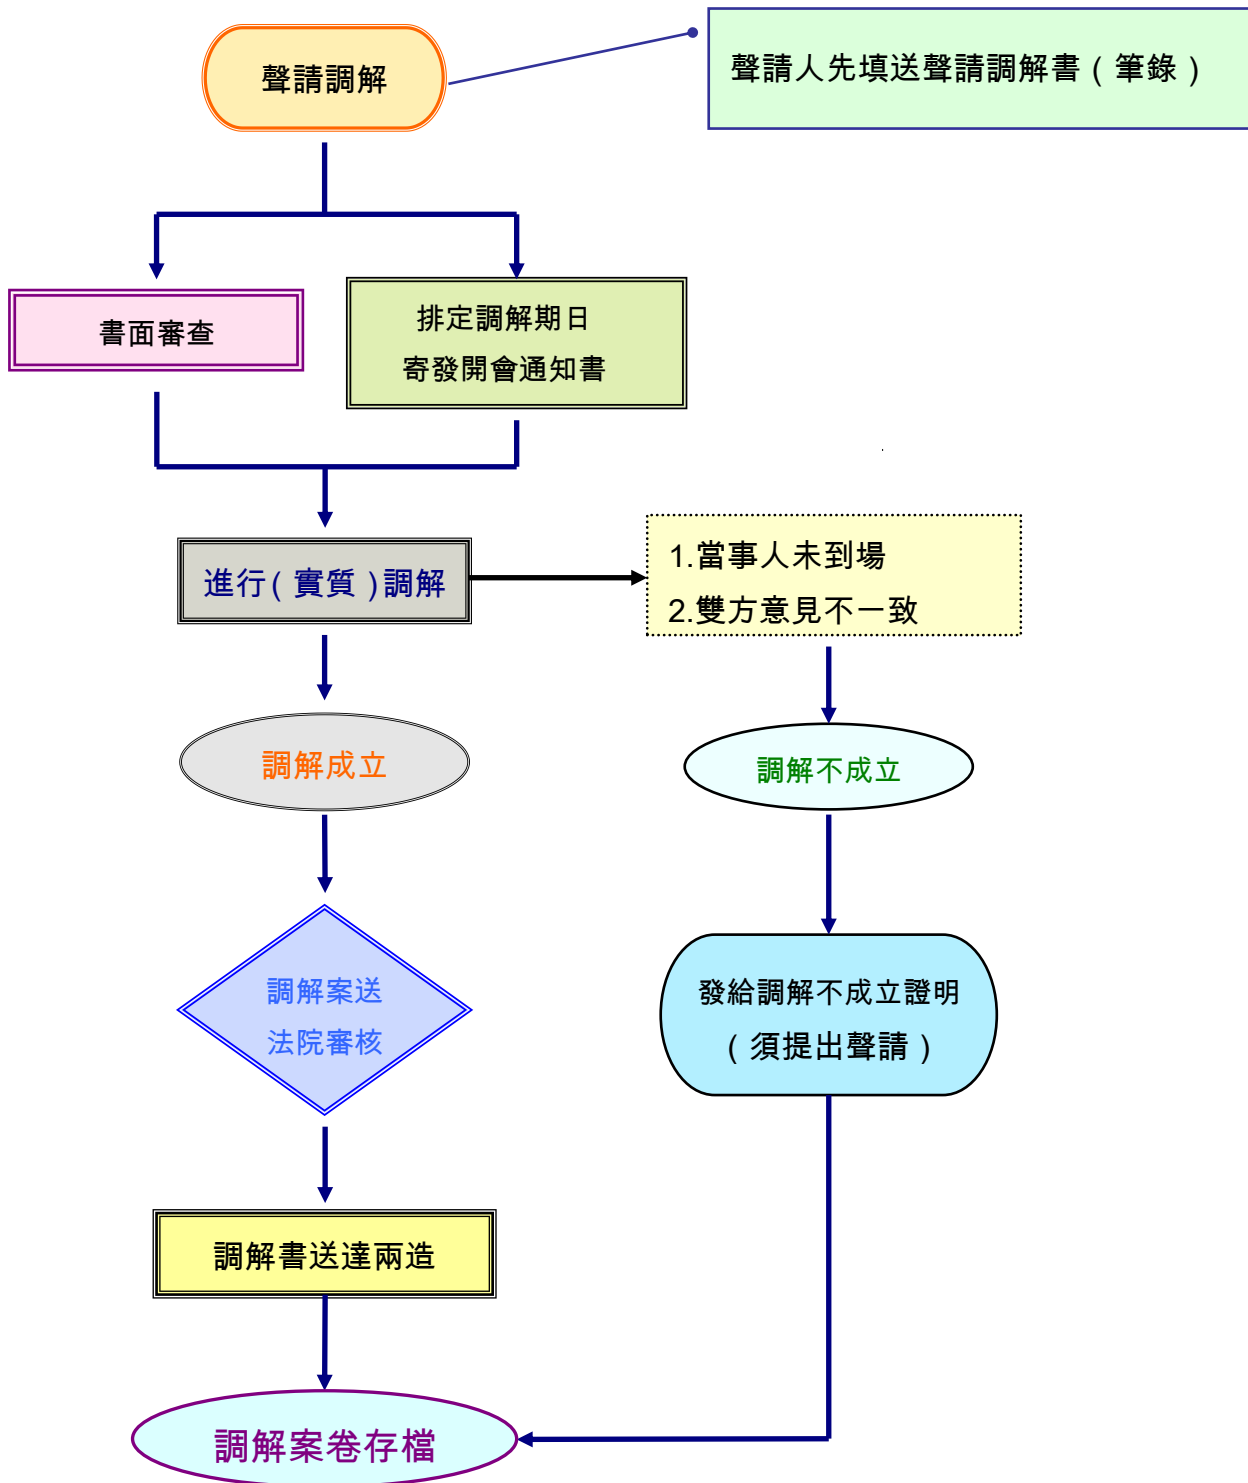 聲請調解
聲請人先填送聲請調解書(筆錄)
書面審查
排定調解期日
寄發開會通知書
進行(實質)調解
1.當事人未到場
2.雙方意見不一致
調解成立
調解不成立
調解案送
法院審核
發給調解不成立證明
(須提出聲請)
調解書送達兩造
調解案卷存檔